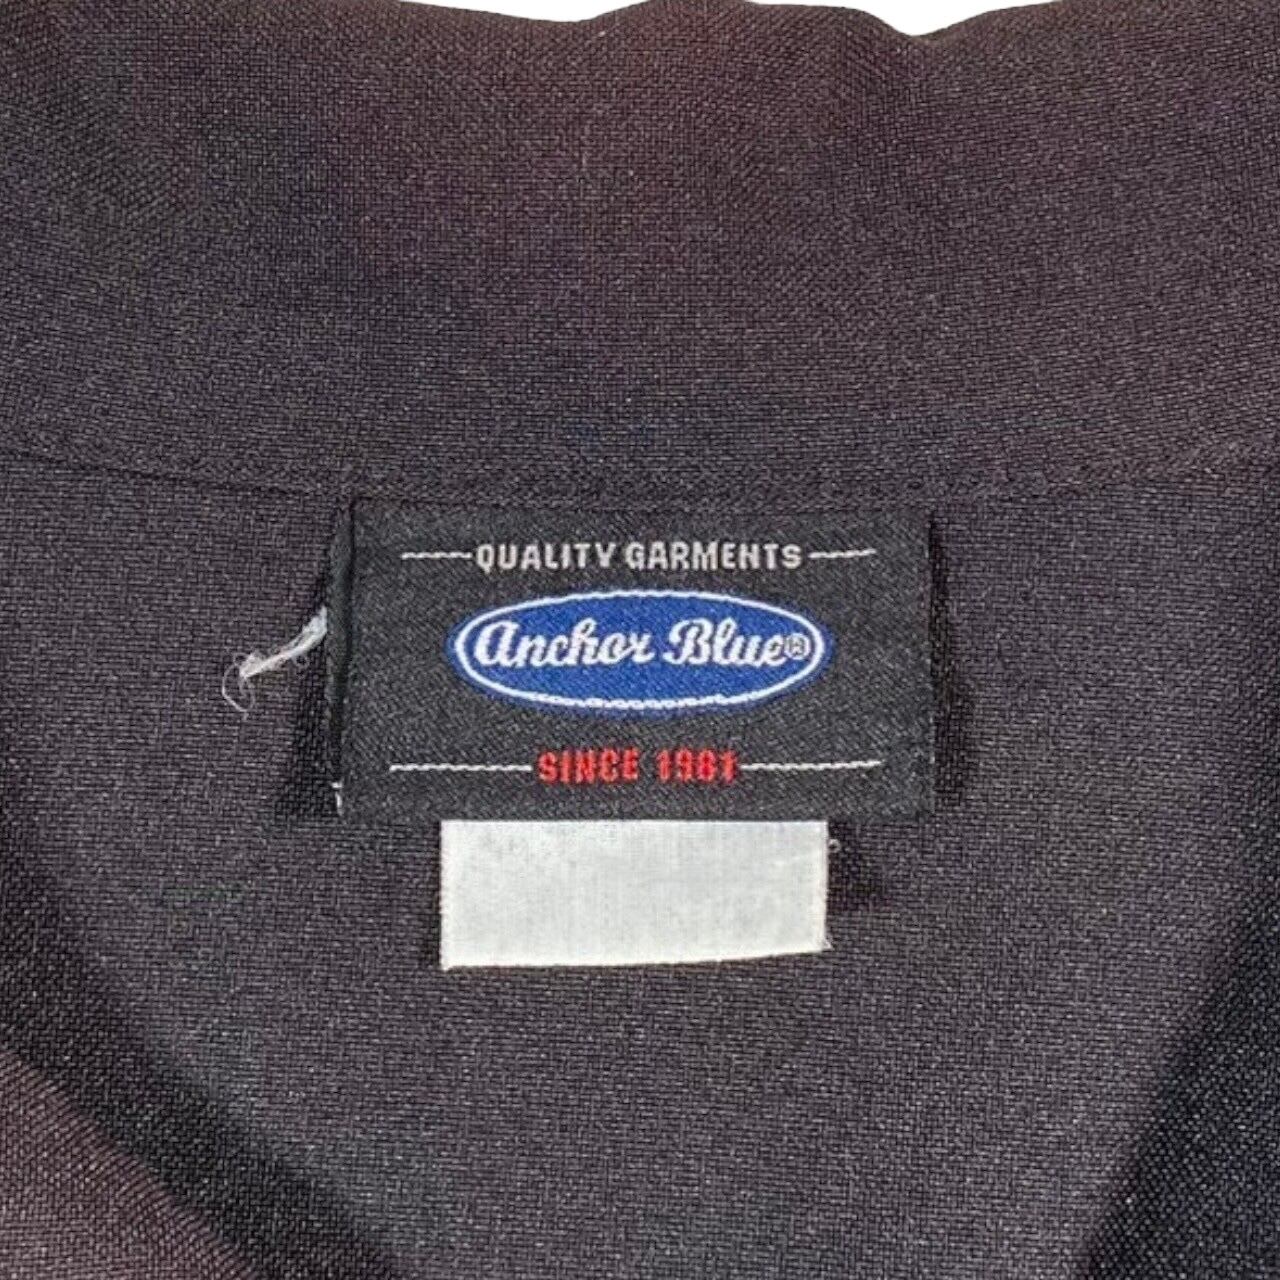 QUALITY GARMENTS
Anchor Blue®
SINCE 1981